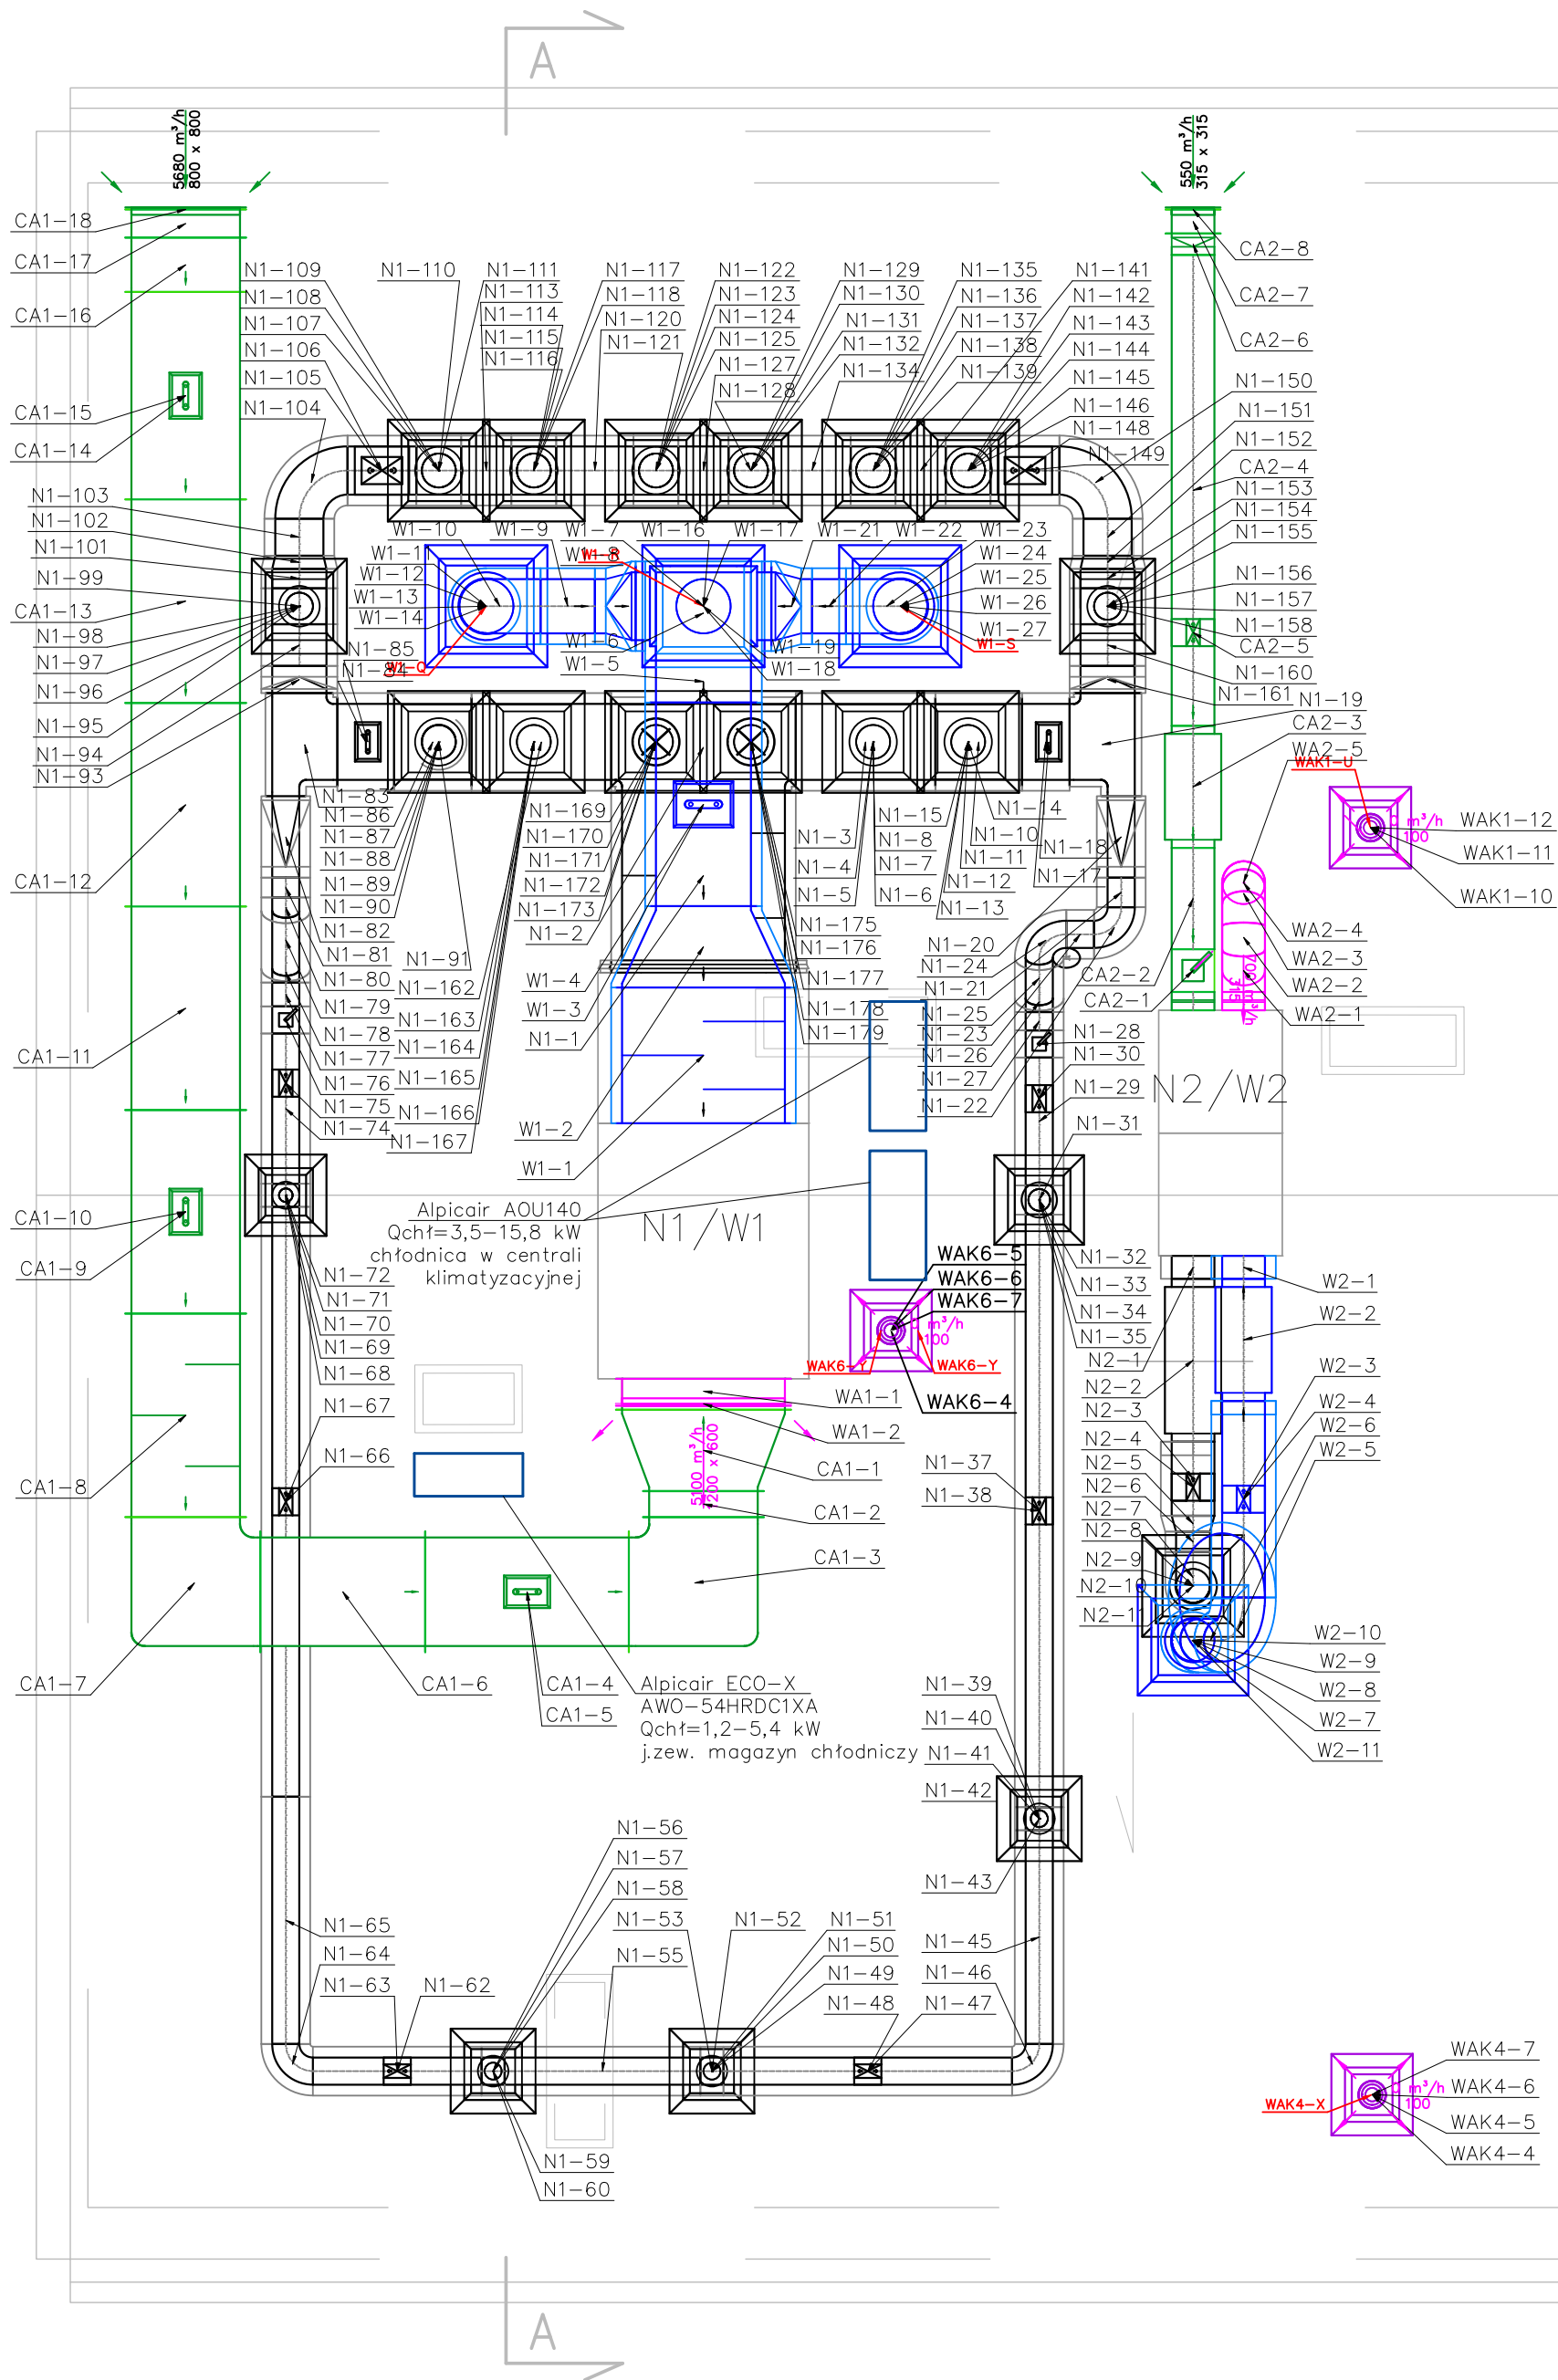 A
5680 m³/h
800 x 800
550 m³/h
315 x 315
CA1-18
CA1-17
CA1-16
CA1-15
CA1-14
N1-103
N1-102
N1-101
N1-99
CA1-13
N1-98
N1-97
N1-96
N1-95
N1-94
N1-93
CA1-12
CA1-11
CA1-10
CA1-9
CA1-8
CA1-7
N1-109
N1-108
N1-107
N1-106
N1-105
N1-104
N1-110
N1-111
N1-113
N1-114
N1-115
N1-116
N1-117
N1-118
N1-120
N1-121
N1-122
N1-123
N1-124
N1-125
N1-127
N1-128
N1-129
N1-130
N1-131
N1-132
N1-134
N1-135
N1-136
N1-137
N1-138
N1-139
N1-141
N1-142
N1-143
N1-144
N1-145
N1-146
N1-148
N1-149
CA2-8
CA2-7
CA2-6
N1-150
N1-151
N1-152
CA2-4
N1-153
N1-154
N1-155
N1-156
N1-157
N1-158
CA2-5
N1-160
N1-161
N1-19
CA2-3
WA2-5
WAK1-U
W1-10
W1-9
W1-7
W1-8
W1-R
W1-16
W1-17
W1-21
W1-22
W1-23
W1-24
W1-25
W1-26
W1-27
W1-S
W1-11
W1-12
W1-13
W1-14
W1-Q
W1-6
W1-5
W1-19
W1-18
N1-85
N1-84
N1-83
N1-86
N1-87
N1-88
N1-89
N1-90
N1-82
N1-81
N1-80
N1-79
N1-78
N1-77
N1-76
N1-75
N1-74
N1-91
N1-162
N1-163
N1-164
N1-165
N1-166
N1-167
N1-169
N1-170
N1-171
N1-172
N1-173
N1-2
W1-4
W1-3
N1-1
W1-2
W1-1
N1-3
N1-4
N1-5
N1-15
N1-8
N1-7
N1-6
N1-14
N1-10
N1-11
N1-12
N1-13
N1-18
N1-17
N1-175
N1-176
N1-177
N1-178
N1-179
N1-20
N1-24
N1-21
N1-25
N1-23
N1-26
N1-27
N1-22
CA2-2
CA2-1
WA2-4
WA2-3
WA2-2
WA2-1
WAK1-12
WAK1-11
WAK1-10
m³/h
100
N1-28
N1-30
N1-29
N1-31
N2/W2
N1/W1
Alpicair AOU140
Qchł=3,5-15,8 kW
chłodnica w centrali
klimatyzacyjnej
WAK6-5
WAK6-6
WAK6-7
m³/h
100
WAK6-Y
WAK6-Y
WAK6-4
N1-32
N1-33
N1-34
N1-35
N2-1
N2-2
N2-3
N2-4
N2-5
N2-6
N2-7
N2-8
N2-9
N2-10
N2-11
W2-1
W2-2
W2-3
W2-4
W2-6
W2-5
W2-10
W2-9
W2-8
W2-7
W2-11
N1-72
N1-71
N1-70
N1-69
N1-68
N1-67
N1-66
WA1-1
WA1-2
5100 m³/h
CA1-1
CA1-2
CA1-3
N1-37
N1-38
CA1-6
CA1-4
CA1-5
Alpicair ECO-X
AWO-54HRDC1XA
Qchł=1,2-5,4 kW
j.zew. magazyn chłodniczy
N1-39
N1-40
N1-41
N1-42
N1-43
N1-56
N1-57
N1-58
N1-53
N1-52
N1-51
N1-50
N1-49
N1-48
N1-55
N1-45
N1-46
N1-47
N1-65
N1-64
N1-63
N1-62
N1-59
N1-60
WAK4-X
m³/h
100
WAK4-7
WAK4-6
WAK4-5
WAK4-4
A